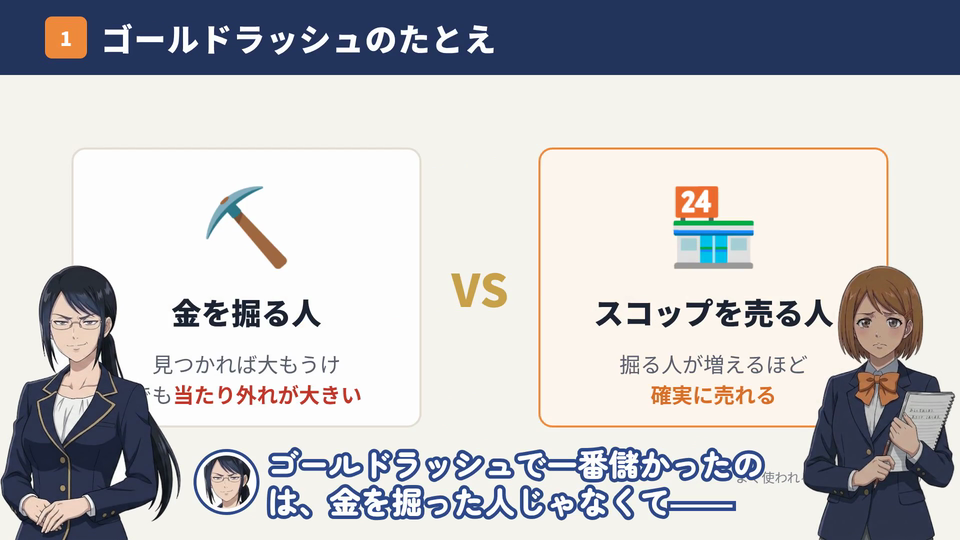 1 ゴールドラッシュのたとえ
24
金を掘る人
見つかれば大もうけ
も当たり外れが大きい
VS
スコップを売る人
掘る人が増えるほど
確実に売れる
ゴールドラッシュで一番儲かったの
は、金を掘った人じゃなくて――
使われ